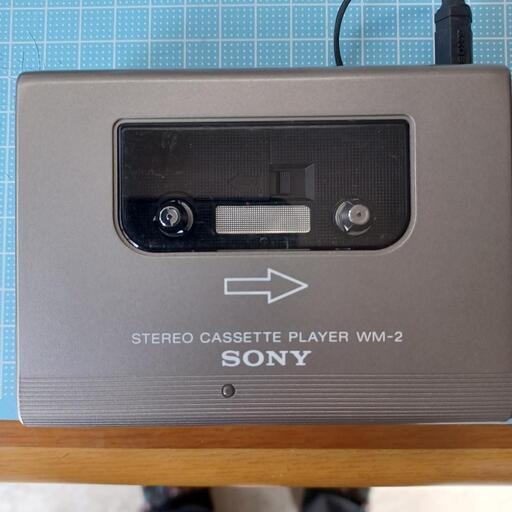 STEREO CASSETTE PLAYER WM-2
SONY